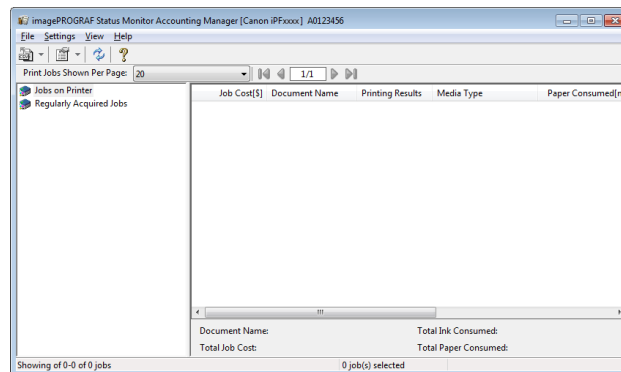 imagePROGRAF Status Monitor Accounting Manager [Canon iPFxxxx] A0123456
File Settings View Help
Print Jobs Shown Per Page: 20 1/1
Jobs on Printer
Regularly Acquired Jobs
Job Cost[$] Document Name Printing Results Media Type Paper Consumed[
Document Name: Total Ink Consumed:
Total Job Cost: Total Paper Consumed:
Showing of 0-0 of 0 jobs 0 job(s) selected